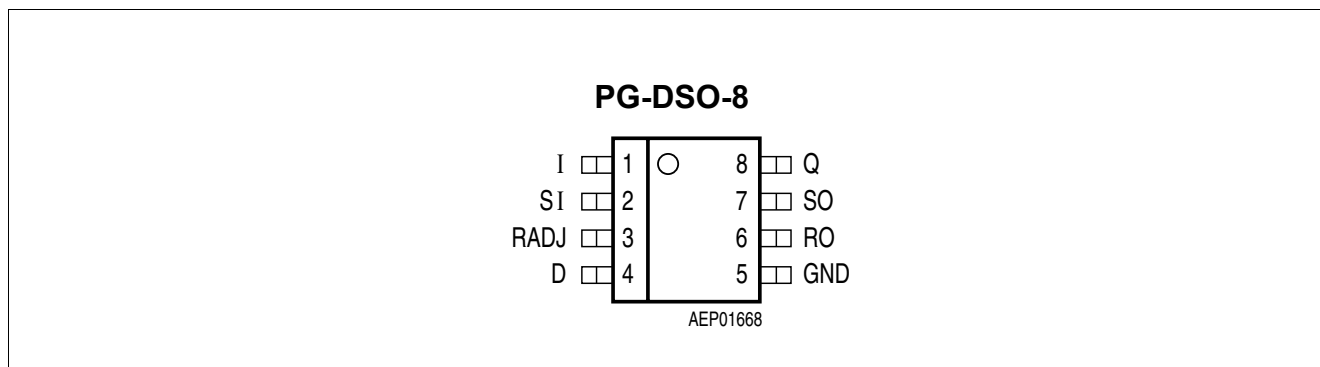 PG-DSO-8
I 1 8 Q
SI 2 7 SO
RADJ 3 6 RO
D 4 5 GND
AEP01668